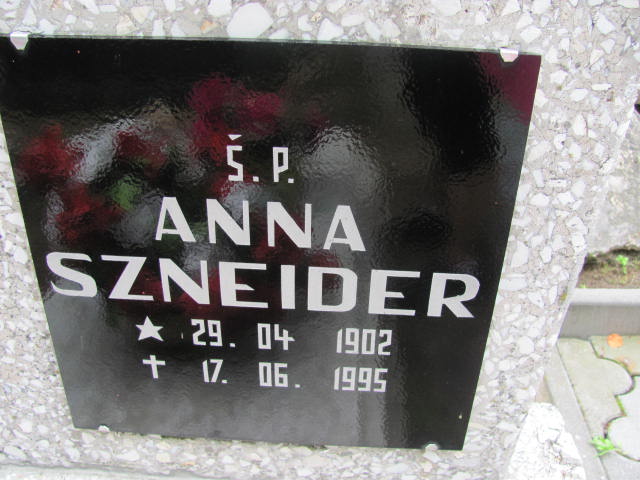 Ś.P.
ANNA
SZNEIDER
★ 29. 04 1902
✝ 17. 06. 1995